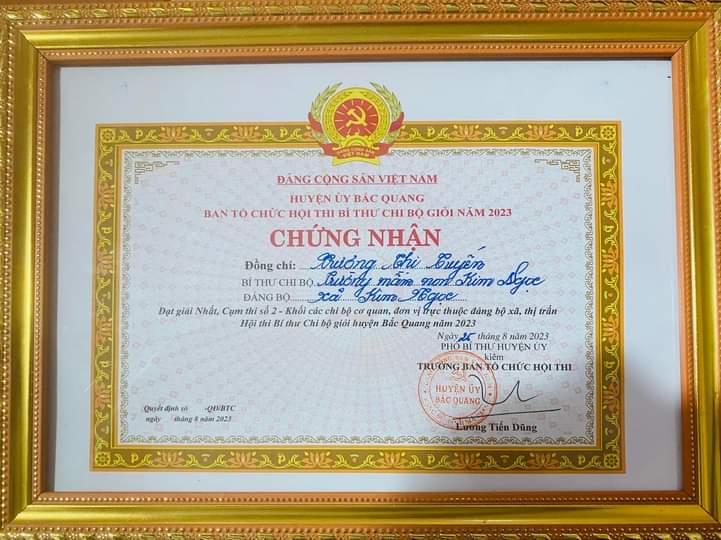 ĐẢNG CỘNG SẢN VIỆT NAM
ĐẢNG CỘNG SẢN VIỆT NAM
HUYỆN ỦY BẮC QUANG
BAN TỔ CHỨC HỘI THI BÍ THƯ CHI BỘ GIỎI NĂM 2023
CHỨNG NHẬN
Đồng chí: Trương Thị Tuyến
BÍ THƯ CHI BỘ Trường mầm non Kim Ngọc
ĐẢNG BỘ xã Kim Ngọc
Đạt giải Nhất, Cụm thi số 2 - Khối các chi bộ cơ quan, đơn vị trực thuộc đảng bộ xã, thị trấn
Hội thi Bí thư Chi bộ giỏi huyện Bắc Quang năm 2023
Ngày 25 tháng 8 năm 2023
PHÓ BÍ THƯ HUYỆN ỦY
kiêm
TRƯỞNG BAN TỔ CHỨC HỘI THI
HUYỆN ỦY
BẮC QUANG
Quyết định số -QĐ/BTC
ngày tháng 8 năm 2023
Lương Tiến Dũng